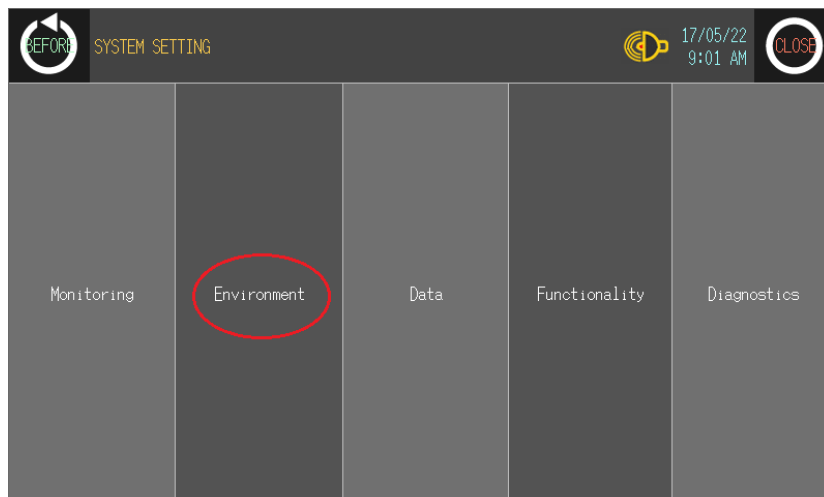 BEFORE
SYSTEM SETTING
17/05/22
9:01 AM
CLOSE
Monitoring
Environment
Data
Functionality
Diagnostics